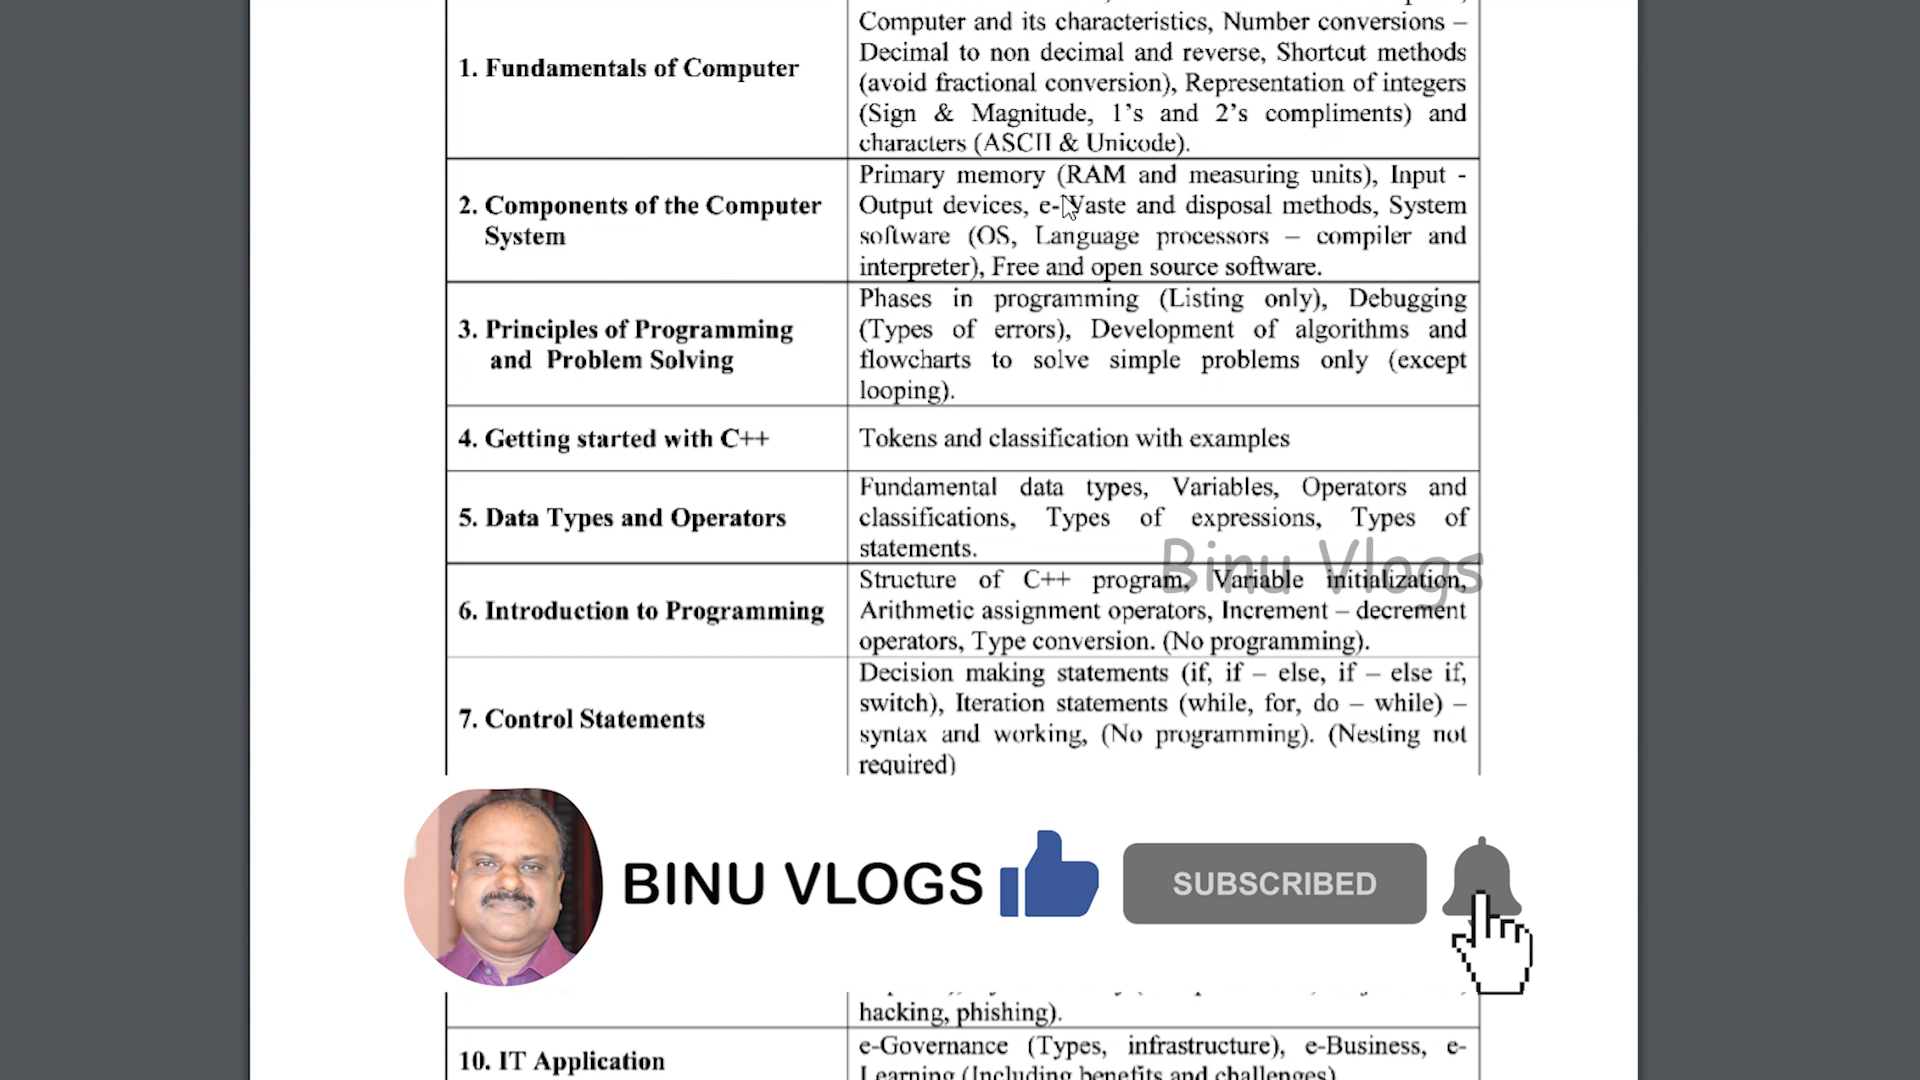 Computer and its characteristics, Number conversions –
1. Fundamentals of Computer
Decimal to non decimal and reverse, Shortcut methods
(avoid fractional conversion), Representation of integers
(Sign & Magnitude, 1's and 2's compliments) and
characters (ASCII & Unicode).
2. Components of the Computer
System
Primary memory (RAM and measuring units), Input -
Output devices, e-Waste and disposal methods, System
software (OS, Language processors – compiler and
interpreter), Free and open source software.
3. Principles of Programming
and Problem Solving
Phases in programming (Listing only), Debugging
(Types of errors), Development of algorithms and
flowcharts to solve simple problems only (except
looping).
4. Getting started with C++
Tokens and classification with examples
5. Data Types and Operators
Fundamental data types, Variables, Operators and
classifications, Types of expressions, Types of
statements.
Binu Vlogs
6. Introduction to Programming
Structure of C++ program, Variable initialization,
Arithmetic assignment operators, Increment – decrement
operators, Type conversion. (No programming).
7. Control Statements
Decision making statements (if, if – else, if – else if,
switch), Iteration statements (while, for, do – while) –
syntax and working, (No programming). (Nesting not
required)
BINU VLOGS
SUBSCRIBED
hacking, phishing).
10. IT Application
e-Governance (Types, infrastructure), e-Business, e-
Learning (Including benefits and challenges)